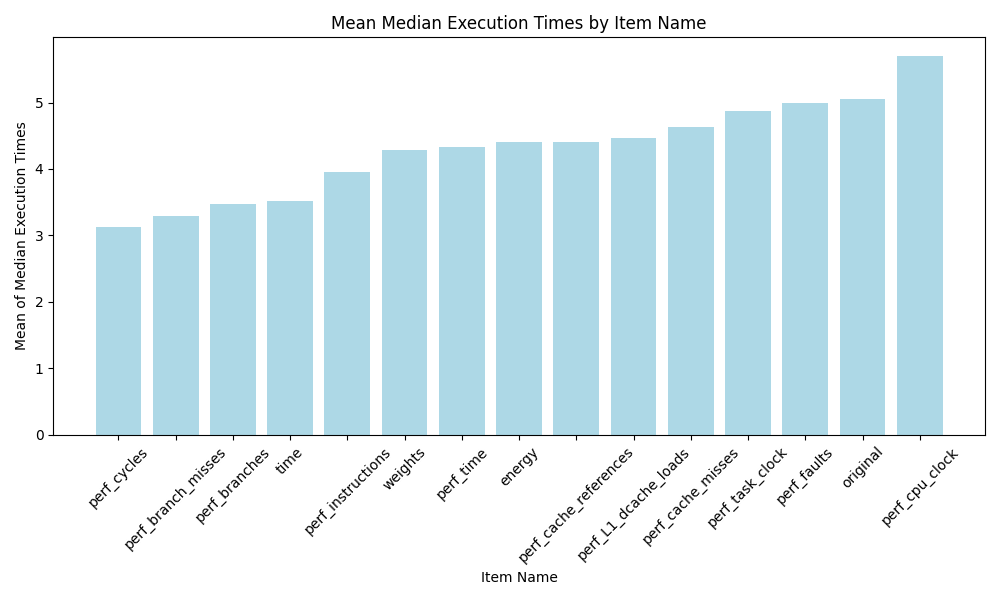 Mean Median Execution Times by Item Name
Mean of Median Execution Times
5
4
3
2
1
0
perf_cycles
perf_branch_misses
perf_branches
time
perf_instructions
weights
perf_time
energy
perf_cache_references
perf_L1_dcache_loads
perf_cache_misses
perf_task_clock
perf_faults
original
perf_cpu_clock
Item Name